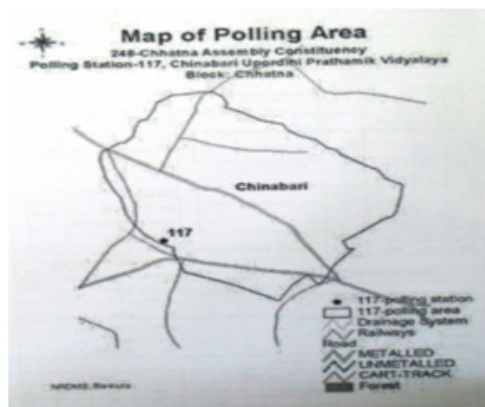 Map of Polling Area
248-Chhatna Assembly Constituency
Polling Station-117, Chinabari Upordihi Prathamik Vidyalaya
Block: Chhatna
Chinabari
117
117-polling station
117-polling area
Drainage System
Railways
Road
METALLED
UNMETALLED
CART-TRACK
Forest
NRDMS, Bankura